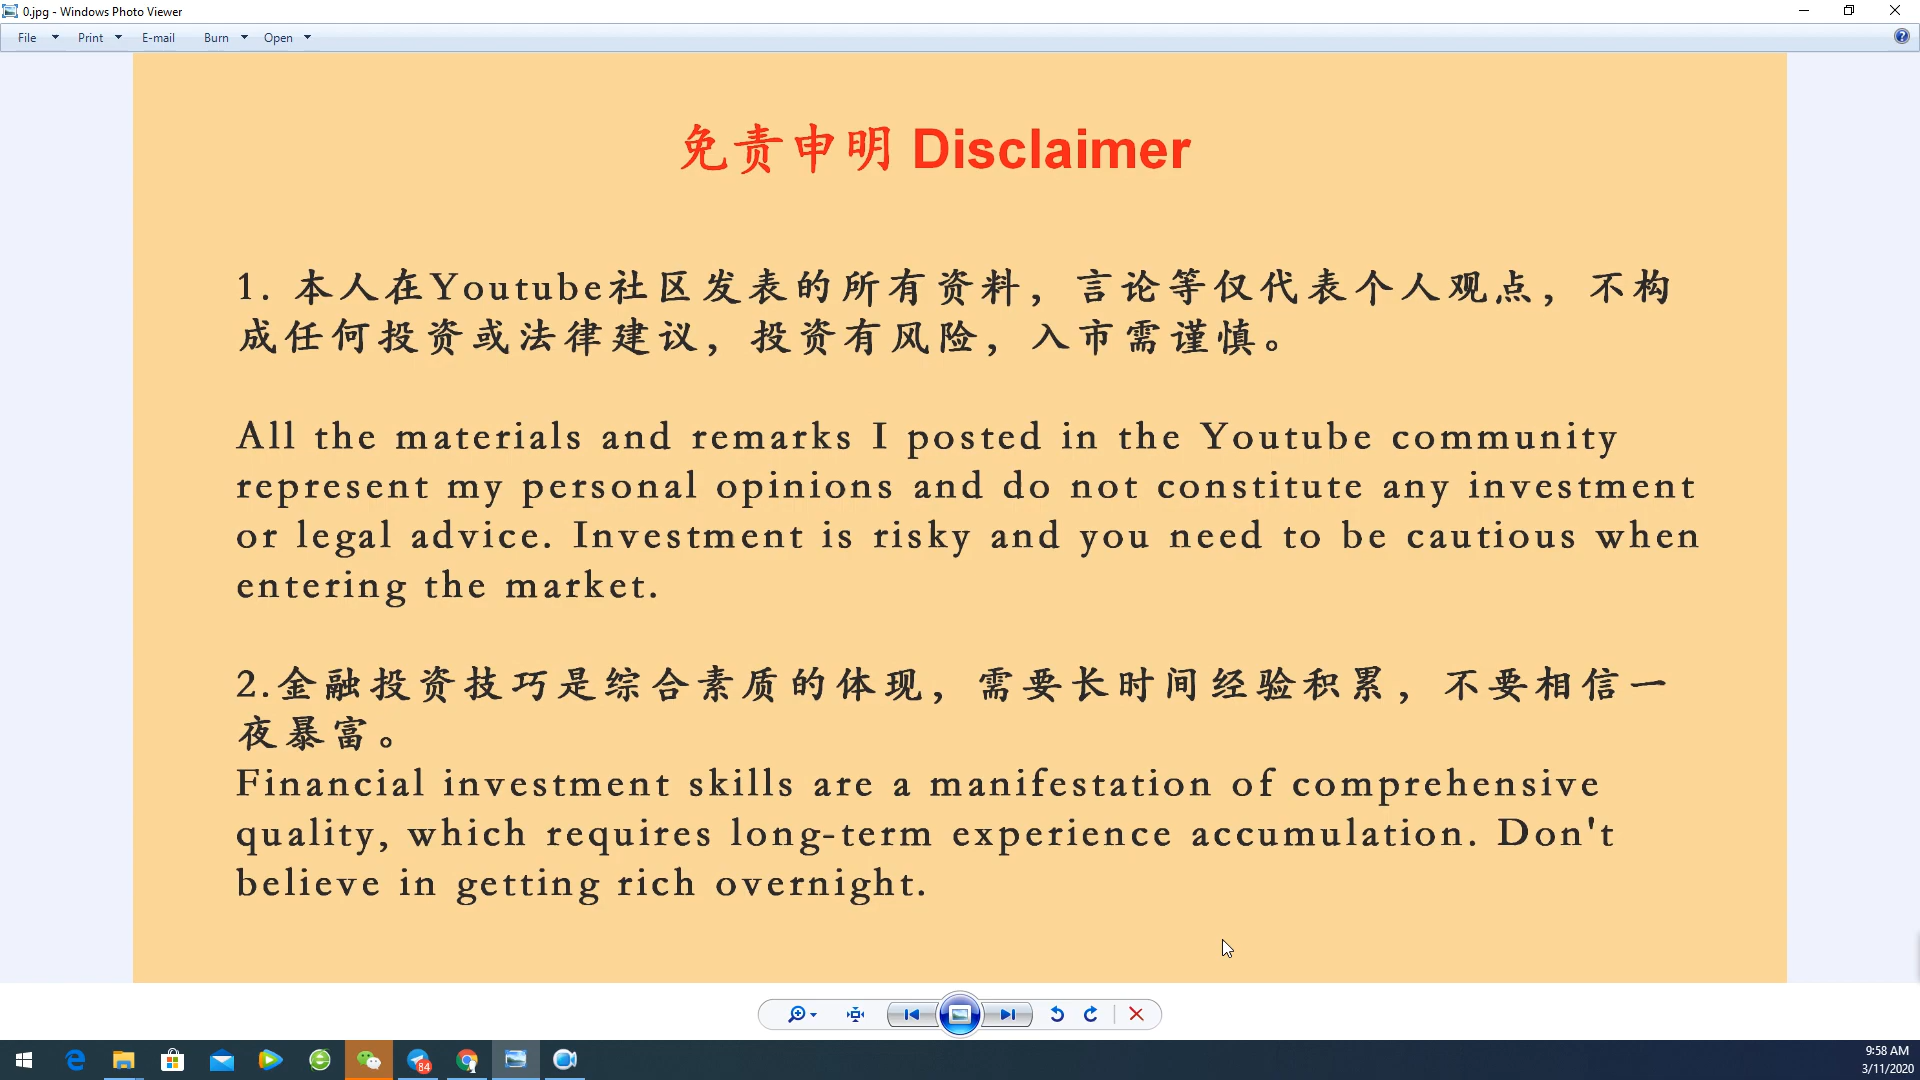 0.jpg - Windows Photo Viewer
File Print E-mail Burn Open
免责申明 Disclaimer
1. 本人在Youtube社区发表的所有资料，言论等仅代表个人观点，不构
成任何投资或法律建议，投资有风险，入市需谨慎。
All the materials and remarks I posted in the Youtube community
represent my personal opinions and do not constitute any investment
or legal advice. Investment is risky and you need to be cautious when
entering the market.
2.金融投资技巧是综合素质的体现，需要长时间经验积累，不要相信一
夜暴富。
Financial investment skills are a manifestation of comprehensive
quality, which requires long-term experience accumulation. Don't
believe in getting rich overnight.
84
9:58 AM
3/11/2020